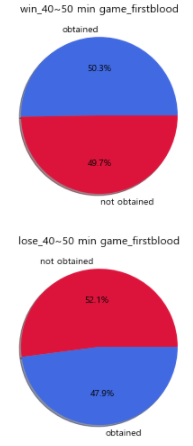 win_40~50 min game_firstblood
obtained
50.3%
49.7%
not obtained
lose_40~50 min game_firstblood
not obtained
52.1%
47.9%
obtained